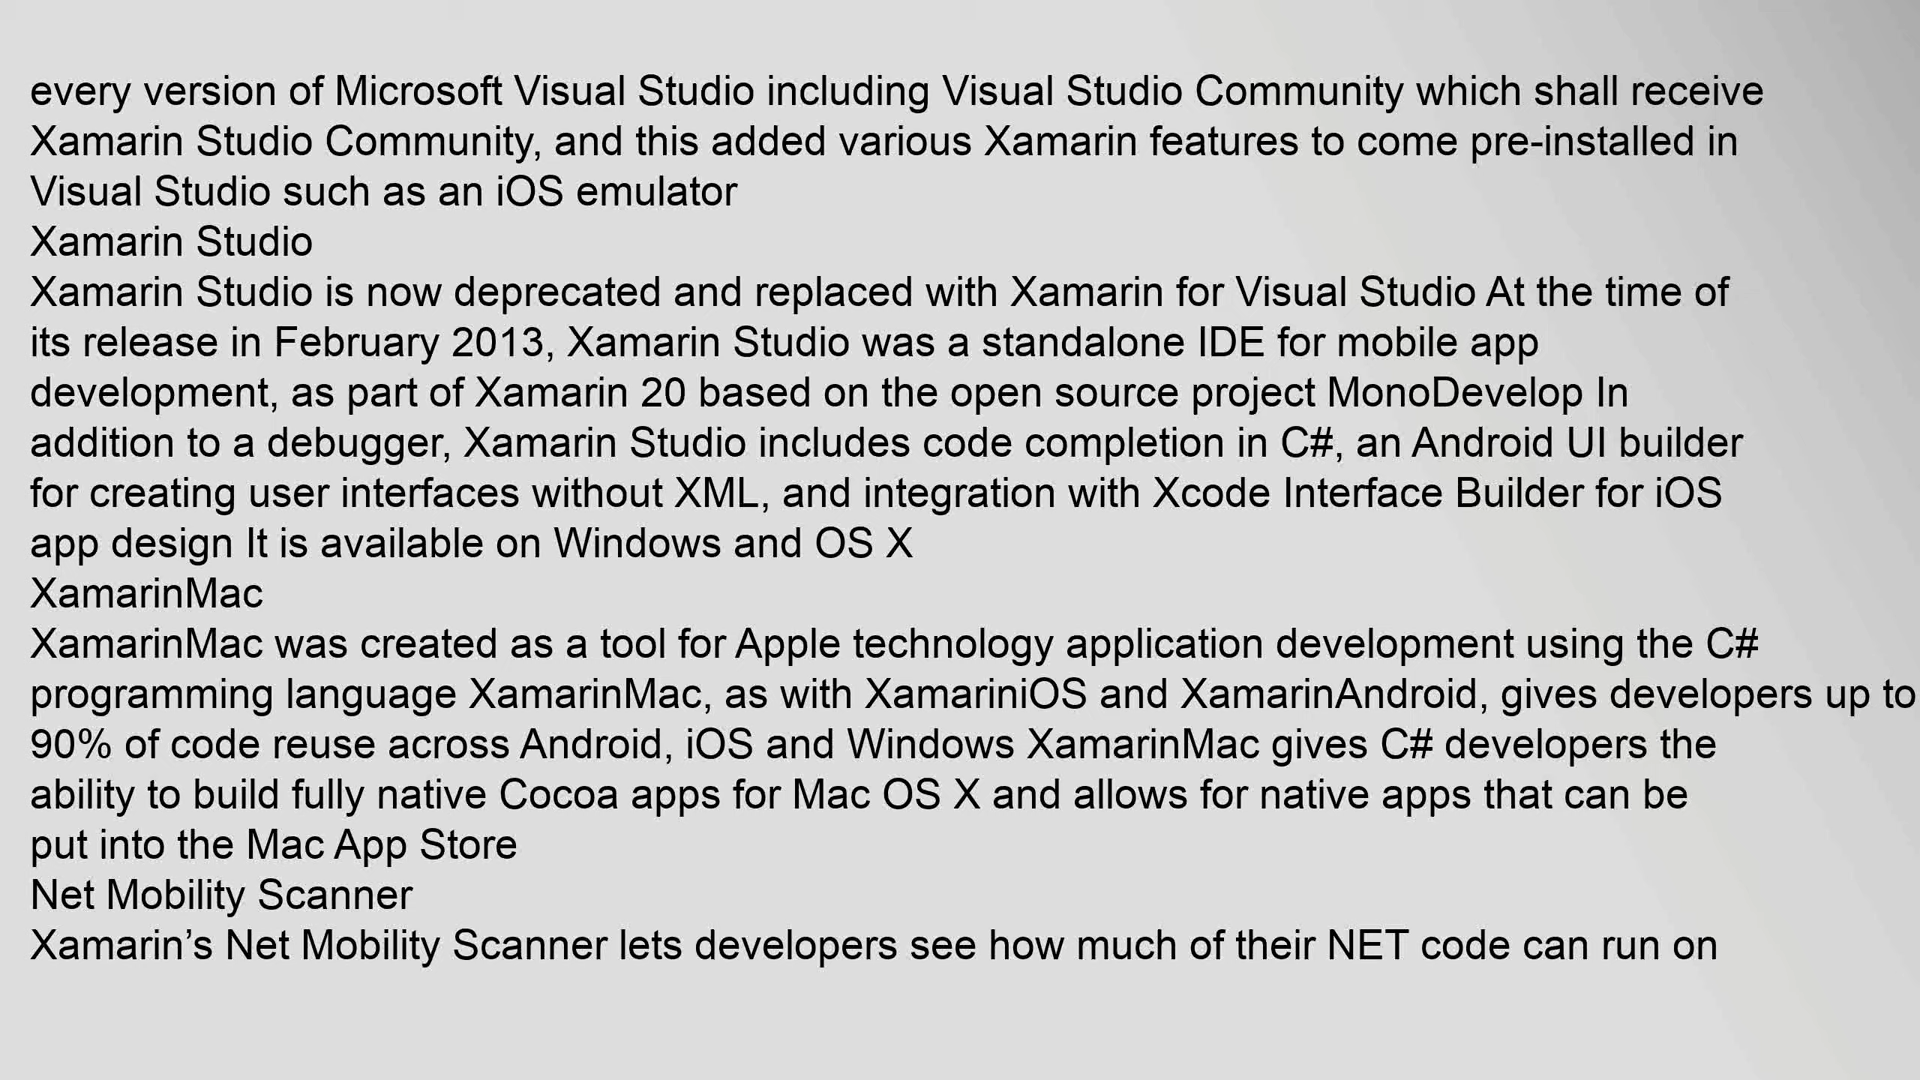 every version of Microsoft Visual Studio including Visual Studio Community which shall receive
Xamarin Studio Community, and this added various Xamarin features to come pre-installed in
Visual Studio such as an iOS emulator
Xamarin Studio
Xamarin Studio is now deprecated and replaced with Xamarin for Visual Studio At the time of
its release in February 2013, Xamarin Studio was a standalone IDE for mobile app
development, as part of Xamarin 20 based on the open source project MonoDevelop In
addition to a debugger, Xamarin Studio includes code completion in C#, an Android UI builder
for creating user interfaces without XML, and integration with Xcode Interface Builder for iOS
app design It is available on Windows and OS X
XamarinMac
XamarinMac was created as a tool for Apple technology application development using the C#
programming language XamarinMac, as with XamariniOS and XamarinAndroid, gives developers up to
90% of code reuse across Android, iOS and Windows XamarinMac gives C# developers the
ability to build fully native Cocoa apps for Mac OS X and allows for native apps that can be
put into the Mac App Store
Net Mobility Scanner
Xamarin’s Net Mobility Scanner lets developers see how much of their NET code can run on